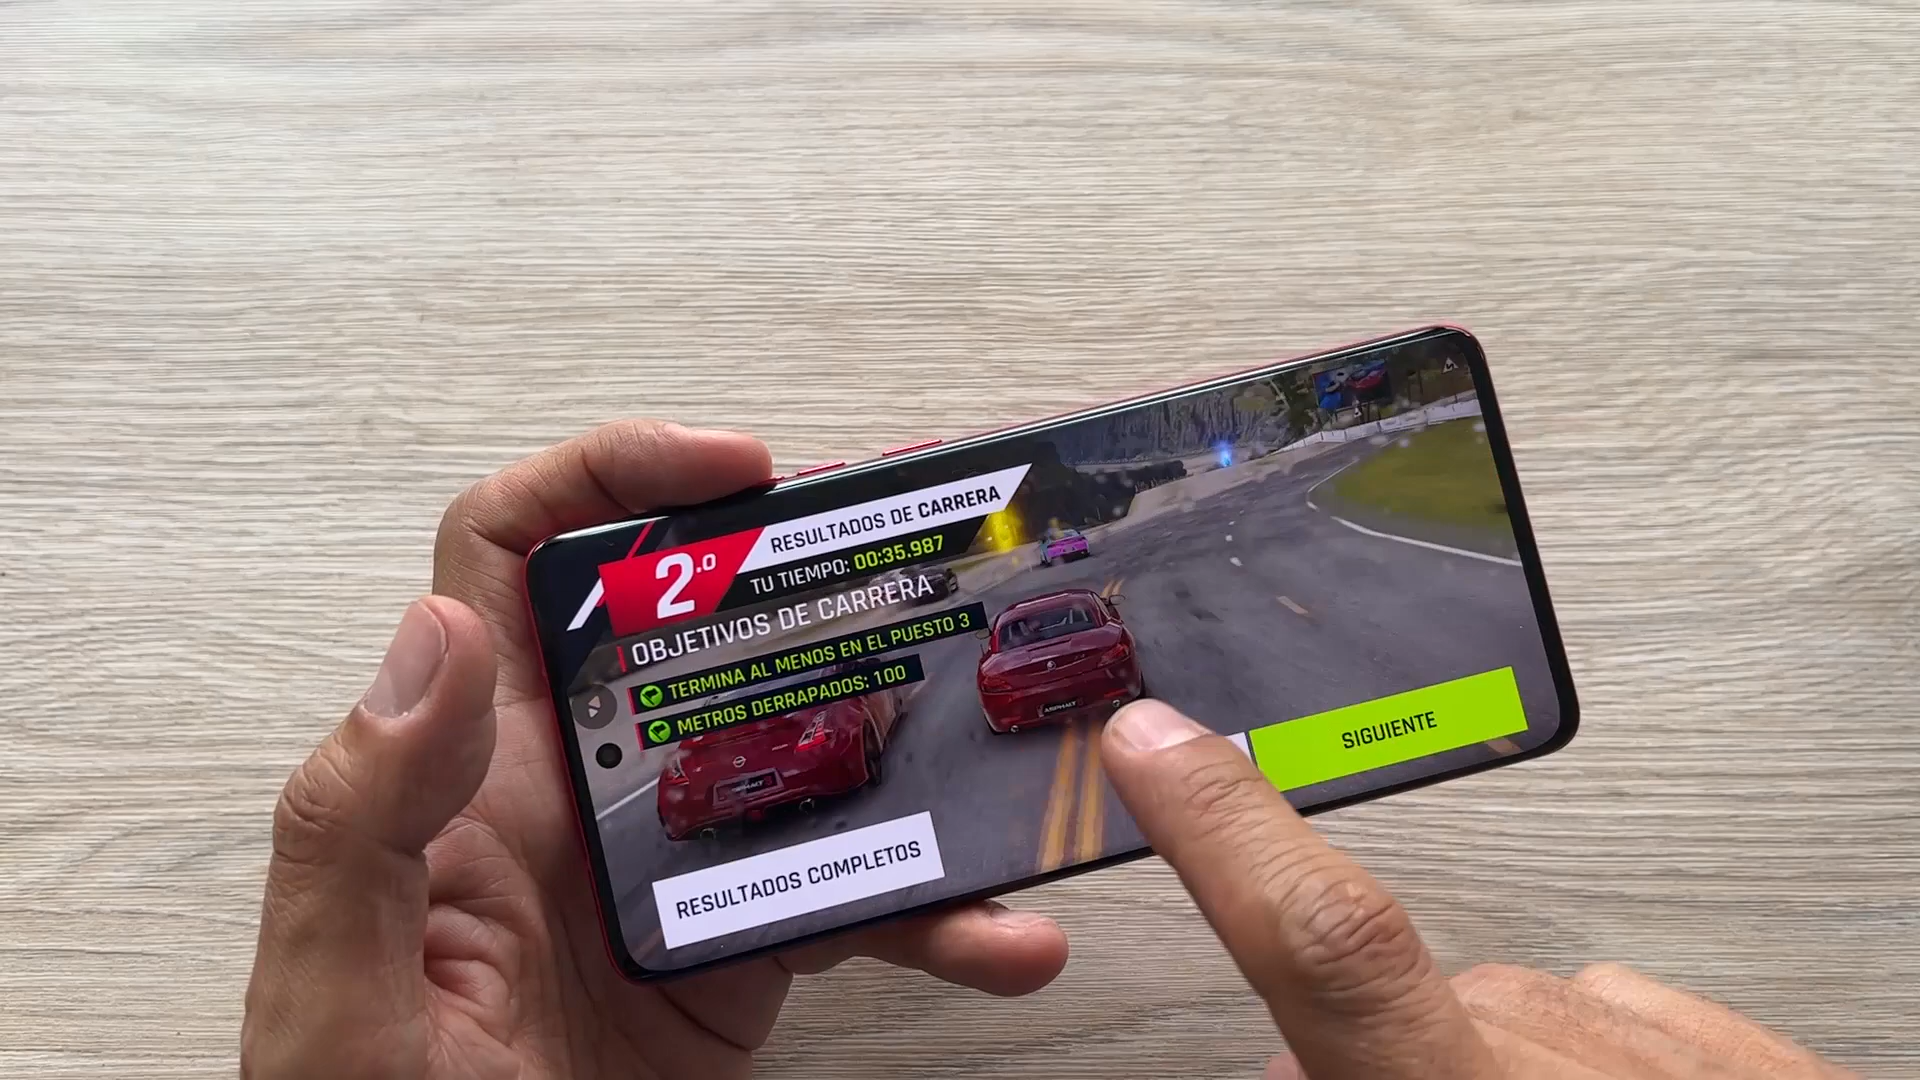 2.º
RESULTADOS DE CARRERA
TU TIEMPO: 00:35.987
OBJETIVOS DE CARRERA
TERMINA AL MENOS EN EL PUESTO 3
METROS DERRAPADOS: 100
RESULTADOS COMPLETOS
SIGUIENTE